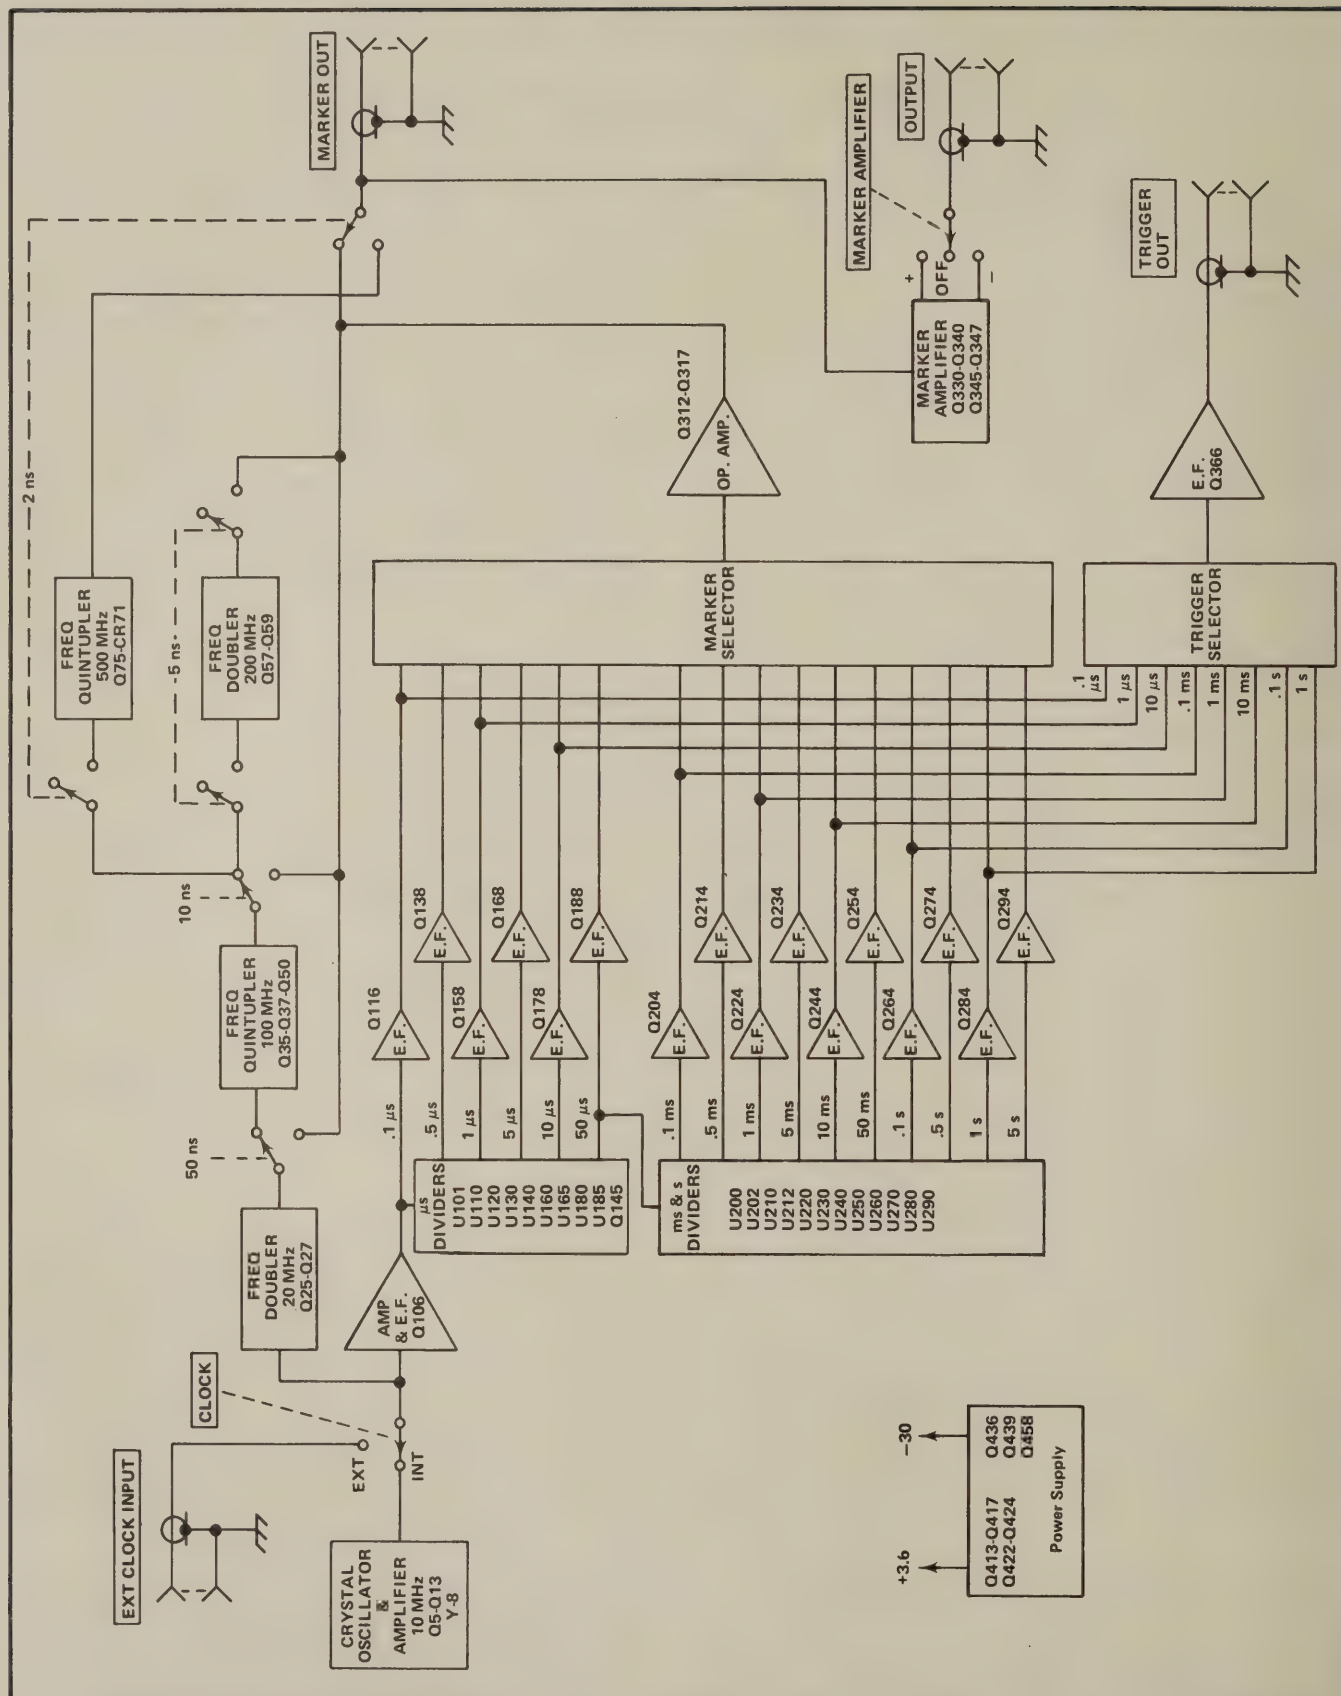 EXT CLOCK INPUT
CLOCK
EXT
INT
CRYSTAL
OSCILLATOR
&
AMPLIFIER
10 MHz
Q5-Q13
Y-8
FREQ
DOUBLER
20 MHz
Q25-Q27
AMP
& E.F.
Q106
50 ns
FREQ
QUINTUPLER
100 MHz
Q35-Q37-Q50
10 ns
FREQ
QUINTUPLER
500 MHz
Q75-CR71
2 ns
FREQ
DOUBLER
200 MHz
Q57-Q59
5 ns
MARKER OUT
µs
DIVIDERS
U101
U110
U120
U130
U140
U160
U165
U180
U185
Q145
.1 µs
.5 µs
1 µs
5 µs
10 µs
50 µs
E.F.
Q116
E.F.
Q138
E.F.
Q158
E.F.
Q168
E.F.
Q178
E.F.
Q188
ms & s
DIVIDERS
U200
U202
U210
U212
U220
U230
U240
U250
U260
U270
U280
U290
.1 ms
.5 ms
1 ms
5 ms
10 ms
50 ms
.1 s
.5 s
1 s
5 s
E.F.
Q204
E.F.
Q214
E.F.
Q224
E.F.
Q234
E.F.
Q244
E.F.
Q254
E.F.
Q264
E.F.
Q274
E.F.
Q284
E.F.
Q294
MARKER
SELECTOR
OP. AMP.
Q312-Q317
MARKER
AMPLIFIER
Q330-Q340
Q345-Q347
+
OFF
−
MARKER AMPLIFIER
OUTPUT
.1
µs
1 µs
10 µs
.1 ms
1 ms
10 ms
.1 s
1 s
TRIGGER
SELECTOR
E.F.
Q366
TRIGGER
OUT
+3.6
−30
Q413-Q417
Q422-Q424
Q436
Q439
Q458
Power Supply